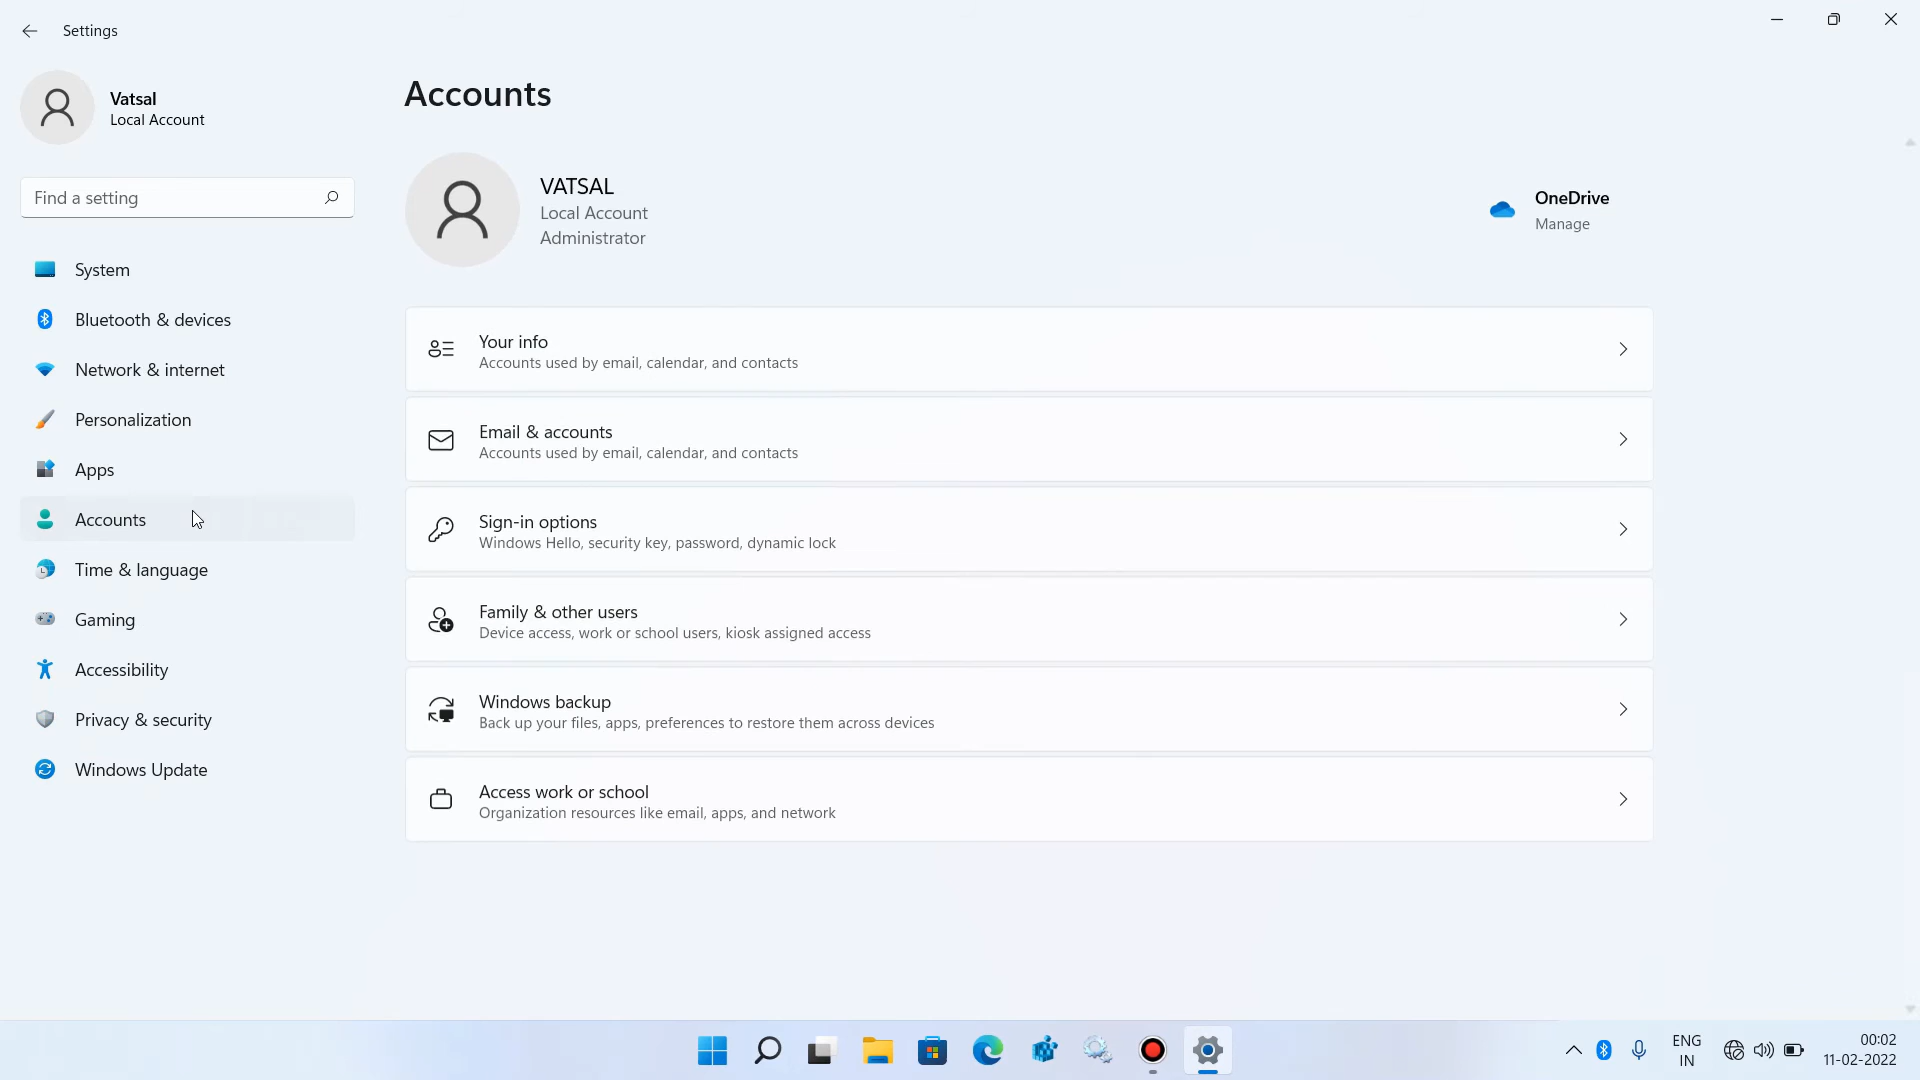 Settings
Vatsal
Local Account
Find a setting
System
Bluetooth & devices
Network & internet
Personalization
Apps
Accounts
Time & language
Gaming
Accessibility
Privacy & security
Windows Update
Accounts
VATSAL
Local Account
Administrator
OneDrive
Manage
Your info
Accounts used by email, calendar, and contacts
Email & accounts
Accounts used by email, calendar, and contacts
Sign-in options
Windows Hello, security key, password, dynamic lock
Family & other users
Device access, work or school users, kiosk assigned access
Windows backup
Back up your files, apps, preferences to restore them across devices
Access work or school
Organization resources like email, apps, and network
ENG
IN
00:02
11-02-2022